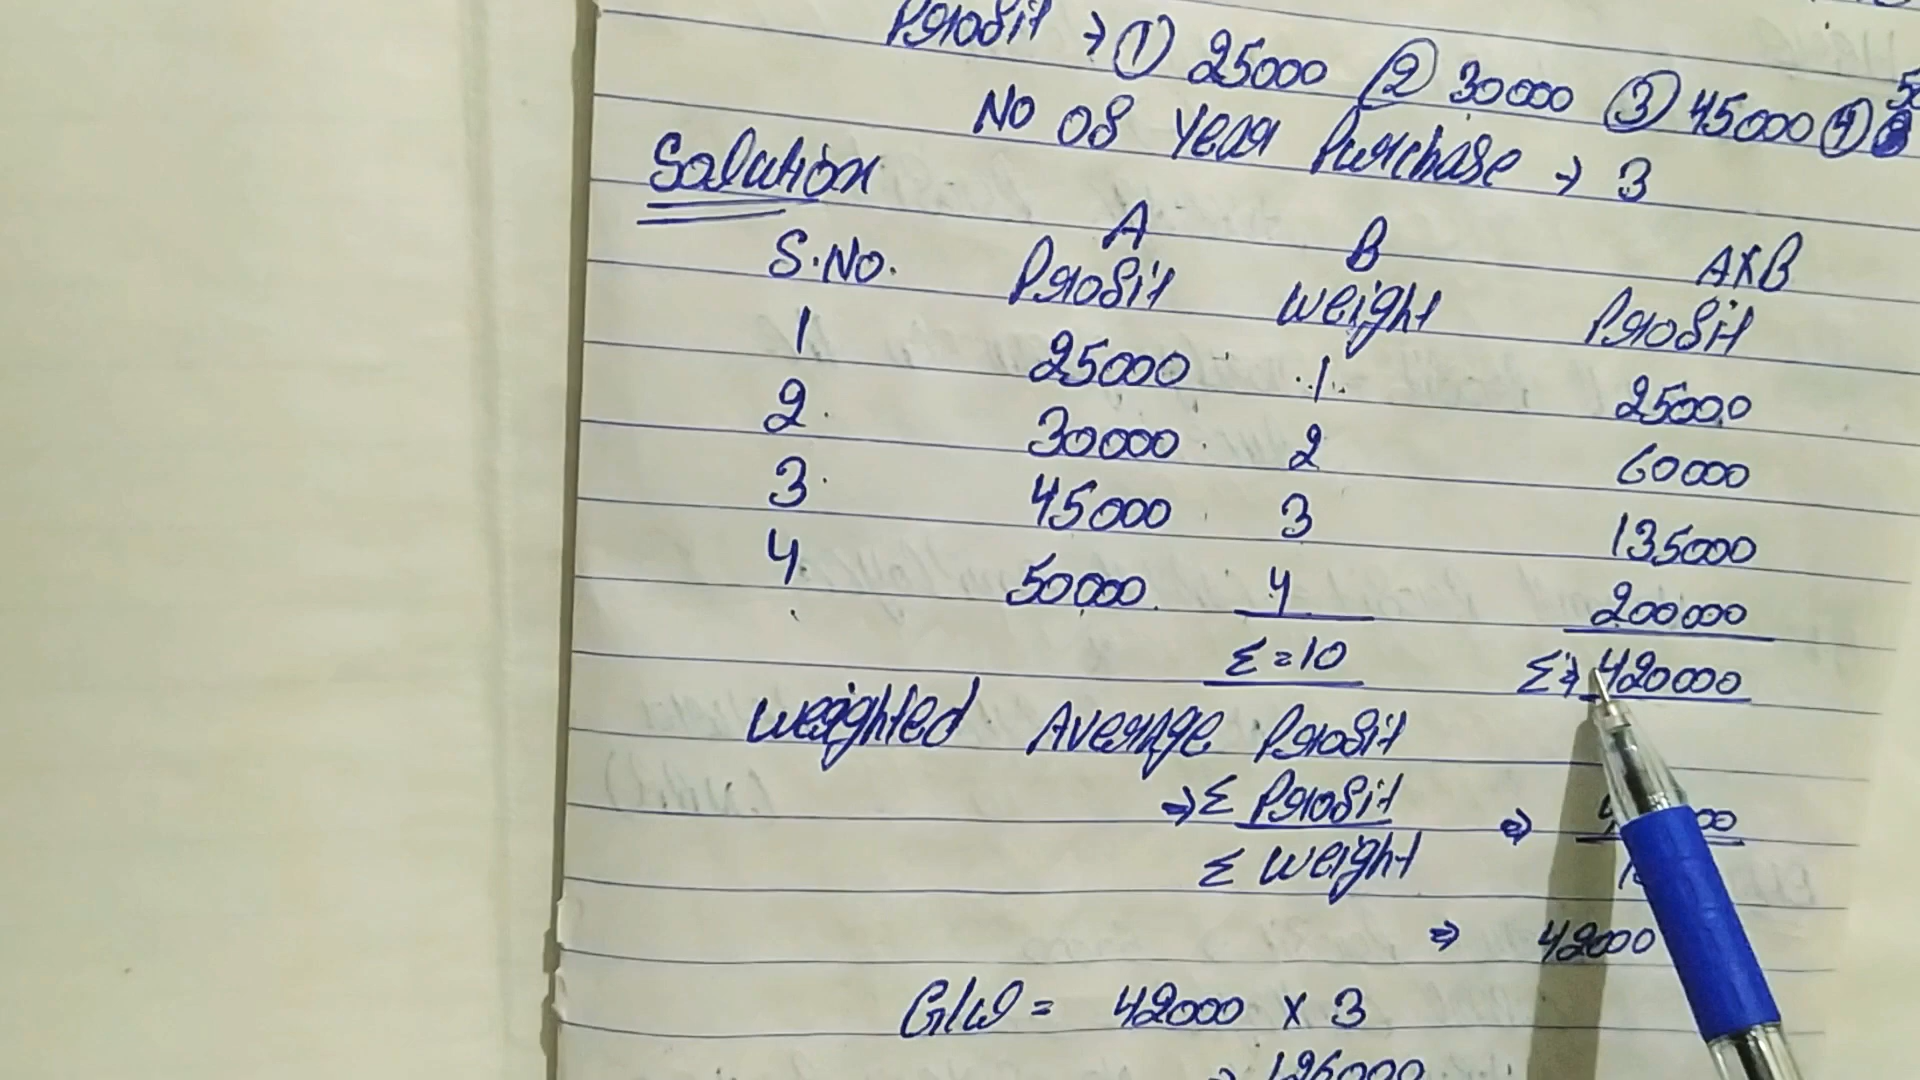 Profit → ① 25000 ② 30000 ③ 45000 ④
No of Year Purchase → 3
Solution
A B A×B
S.No. Profit Weight Profit
1 25000 1 25000
2 30000 2 60000
3 45000 3 135000
4 50000 4 200000
Σ=10 Σ⇒ 420000
Weighted Average Profit
⇒ Σ Profit ⇒
Σ Weight
⇒ 42000
G/W = 42000 × 3
⇒ 126000